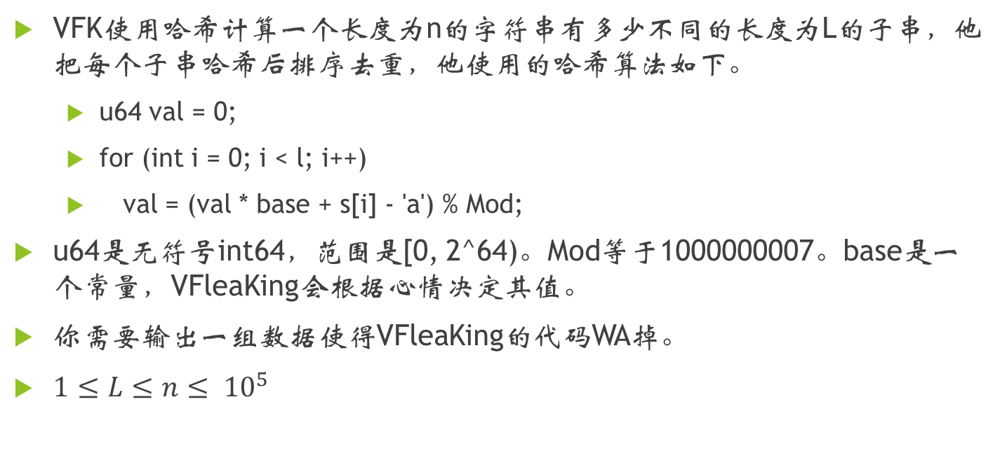 VFK使用哈希计算一个长度为n的字符串有多少不同的长度为L的子串，他
把每个子串哈希后排序去重，他使用的哈希算法如下。
u64 val = 0;
for (int i = 0; i < l; i++)
val = (val * base + s[i] - 'a') % Mod;
u64是无符号int64，范围是[0, 2^64)。Mod等于1000000007。base是一
个常量，VFleaKing会根据心情决定其值。
你需要输出一组数据使得VFleaKing的代码WA掉。
1 ≤ L ≤ n ≤ 10⁵